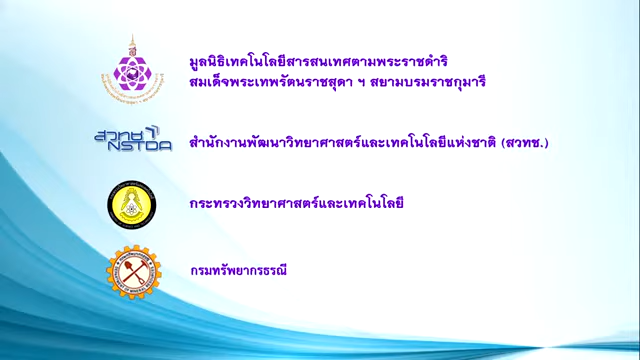 มูลนิธิเทคโนโลยีสารสนเทศตามพระราชดำริ
สมเด็จพระเทพรัตนราชสุดา ฯ สยามบรมราชกุมารี
สวทช
NSTDA
สำนักงานพัฒนาวิทยาศาสตร์และเทคโนโลยีแห่งชาติ (สวทช.)
กระทรวงวิทยาศาสตร์และเทคโนโลยี
กรมทรัพยากรธรณี